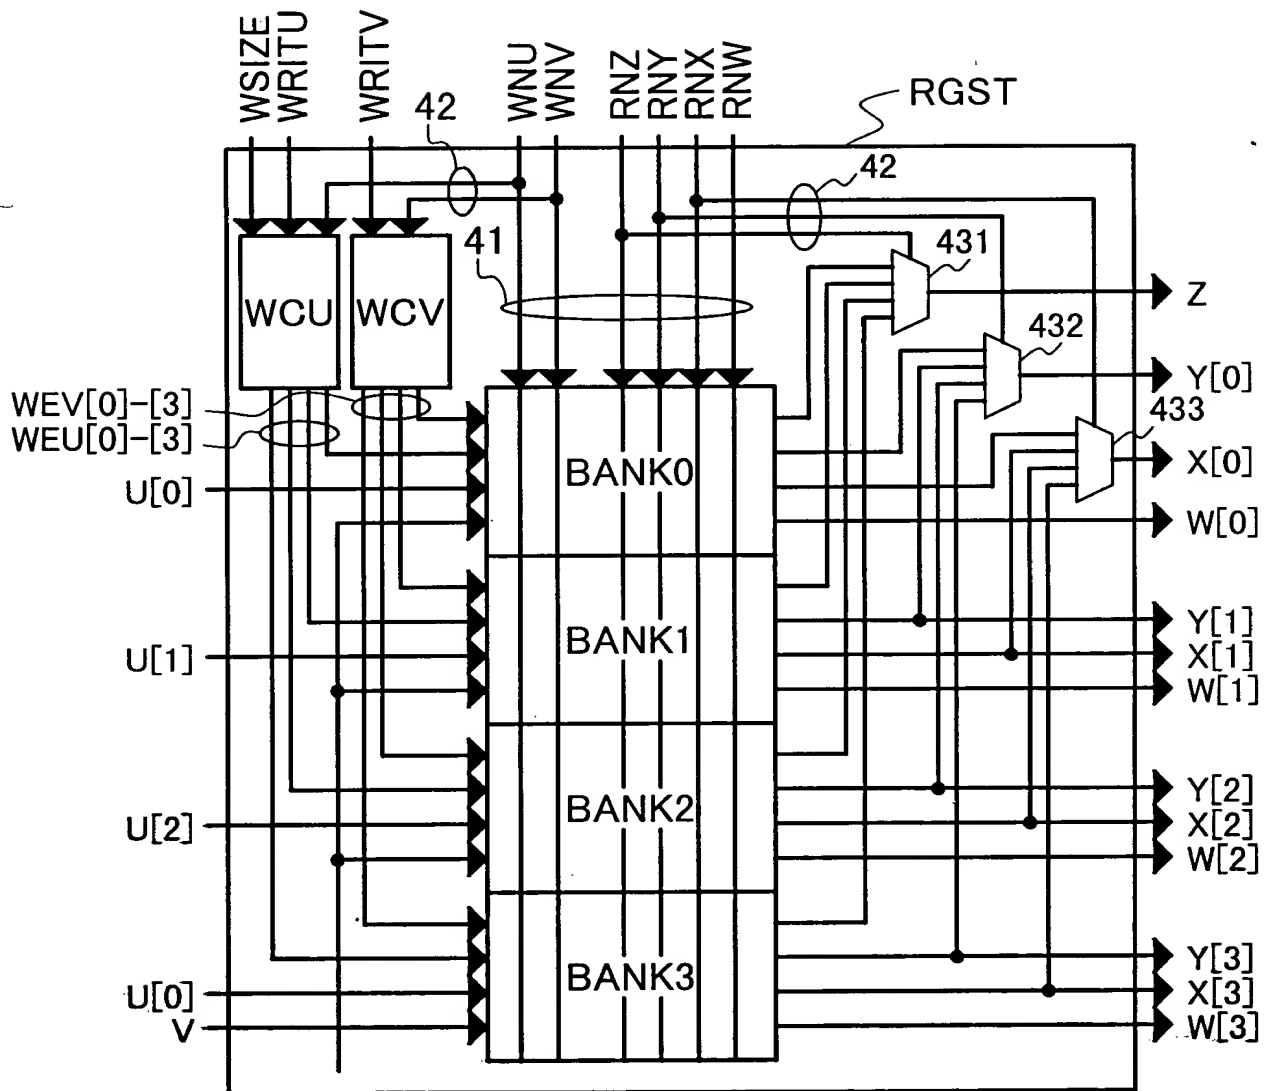 WSIZE
WRITU
WRITV
WNU
WNV
RNZ
RNY
RNX
RNW
RGST
42
42
41
431
WCU
WCV
Z
432
Y[0]
WEV[0]-[3]
433
WEU[0]-[3]
BANK0
X[0]
U[0]
W[0]
Y[1]
BANK1
U[1]
X[1]
W[1]
Y[2]
BANK2
U[2]
X[2]
W[2]
Y[3]
BANK3
U[0]
X[3]
V
W[3]